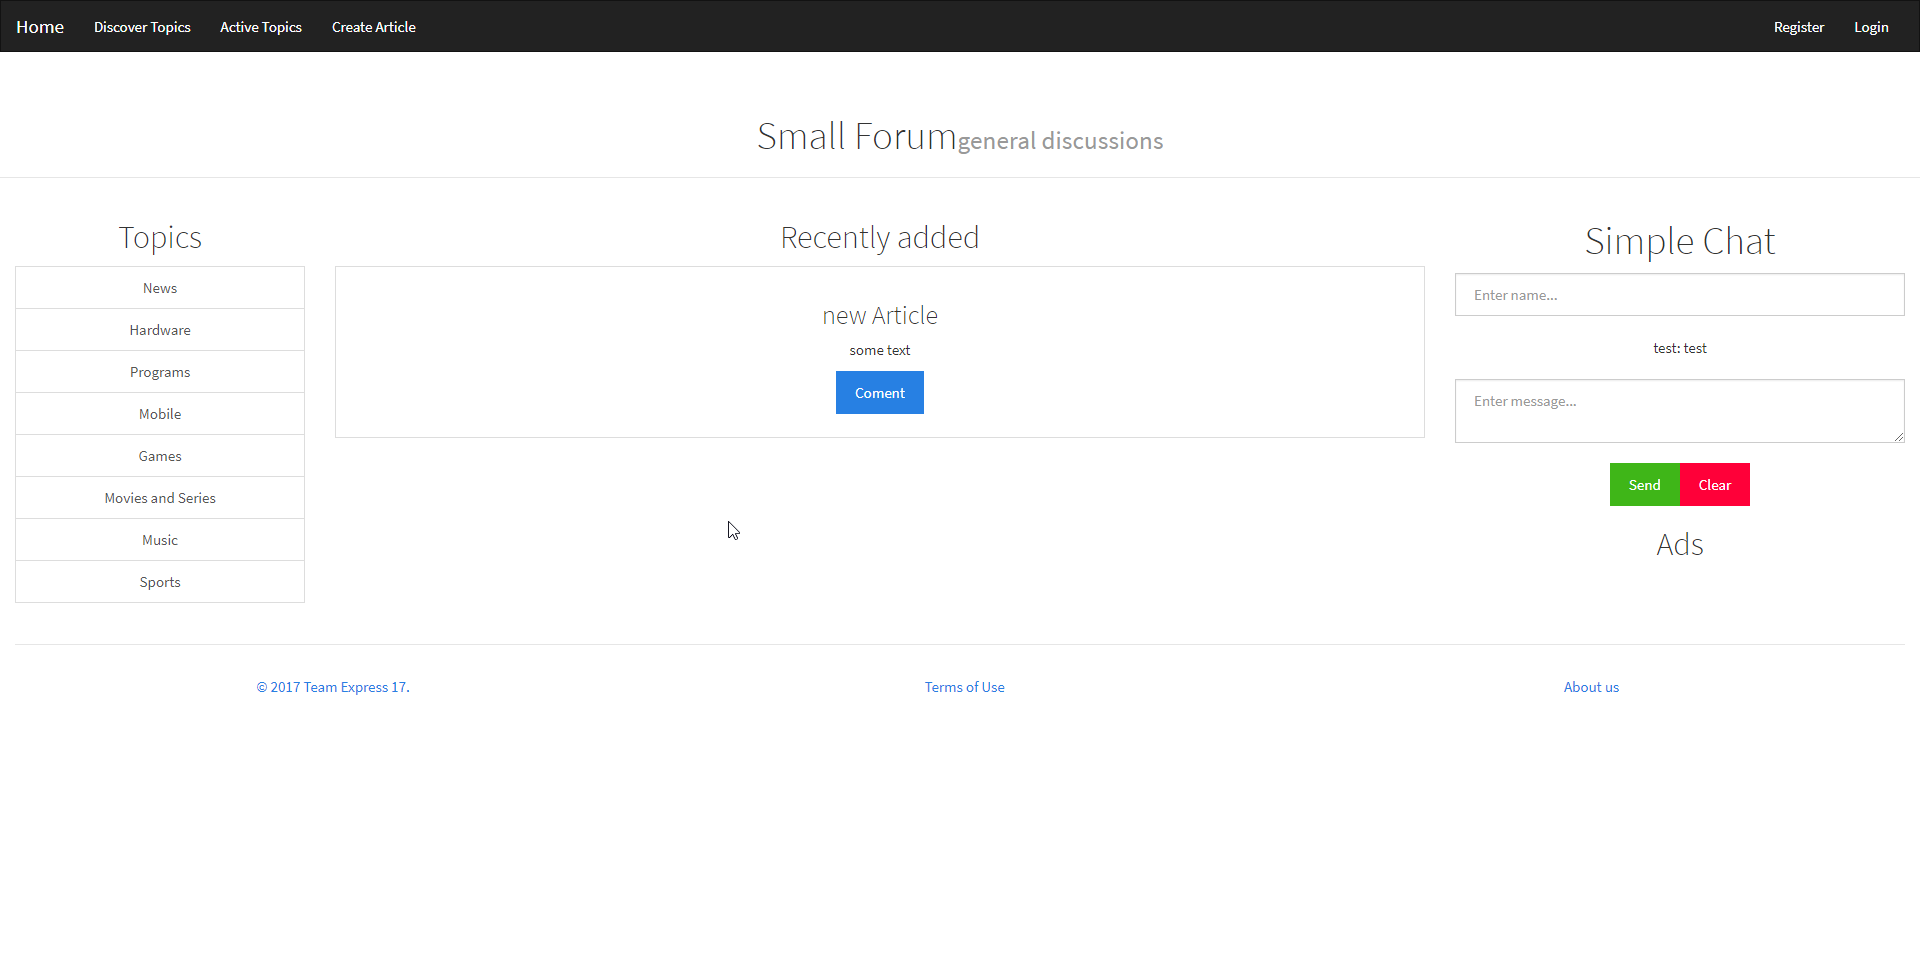 Home Discover Topics Active Topics Create Article Register Login
Small Forum general discussions
Topics
News
Hardware
Programs
Mobile
Games
Movies and Series
Music
Sports
Recently added
new Article
some text
Coment
Simple Chat
Enter name...
test: test
Enter message...
Send Clear
Ads
© 2017 Team Express 17. Terms of Use About us